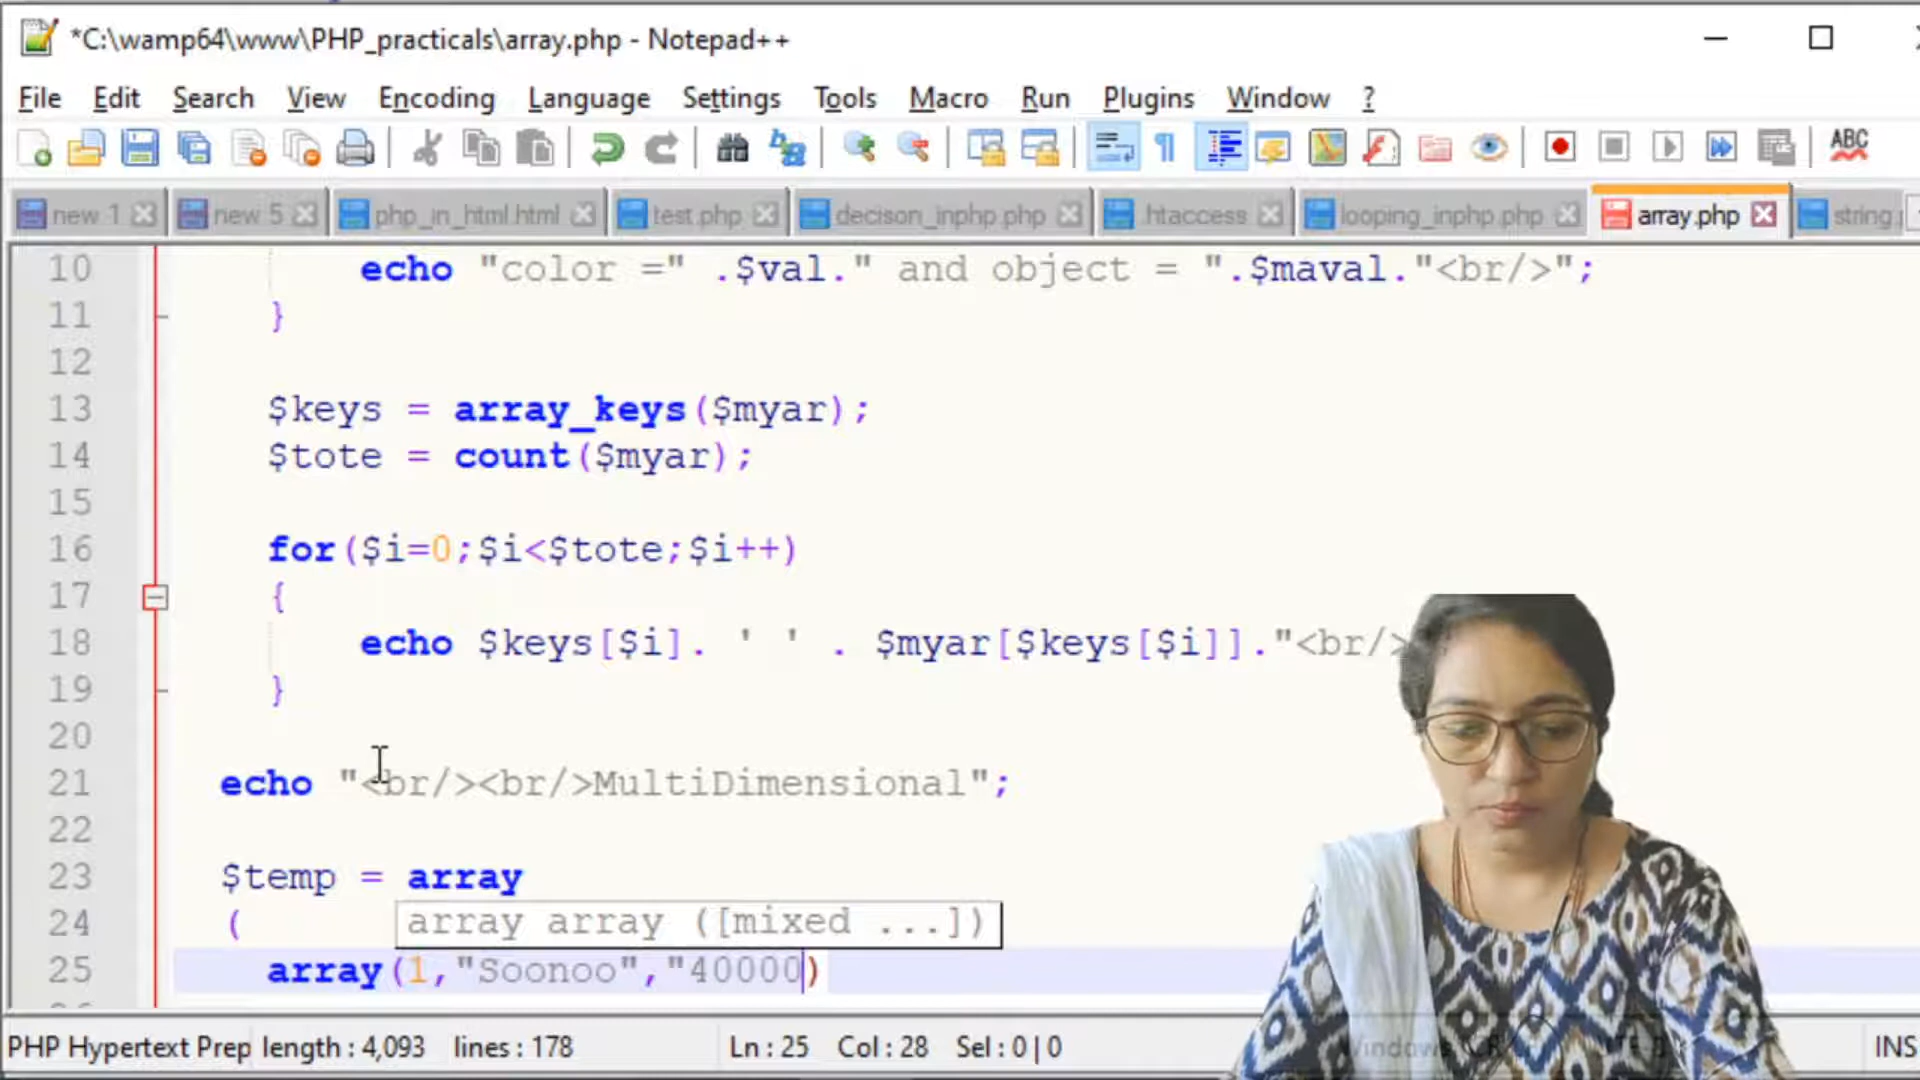 *C:\wamp64\www\PHP_practicals\array.php - Notepad++
File Edit Search View Encoding Language Settings Tools Macro Run Plugins Window ?
ABC
new 1 new 5 php_in_html.html test.php decison_inphp.php .htaccess looping_inphp.php array.php string.
10 echo "color =" .$val." and object = ".$maval."<br/>";
11 }
12
13 $keys = array_keys($myar);
14 $tote = count($myar);
15
16 for($i=0;$i<$tote;$i++)
17 {
18 echo $keys[$i]. ' ' . $myar[$keys[$i]]."<br/>
19 }
20
21 echo "<br/><br/>MultiDimensional";
22
23 $temp = array
24 (
array array ([mixed ...])
25 array(1,"Soonoo","40000)
PHP Hypertext Prep length : 4,093 lines : 178 Ln : 25 Col : 28 Sel : 0 | 0 INS